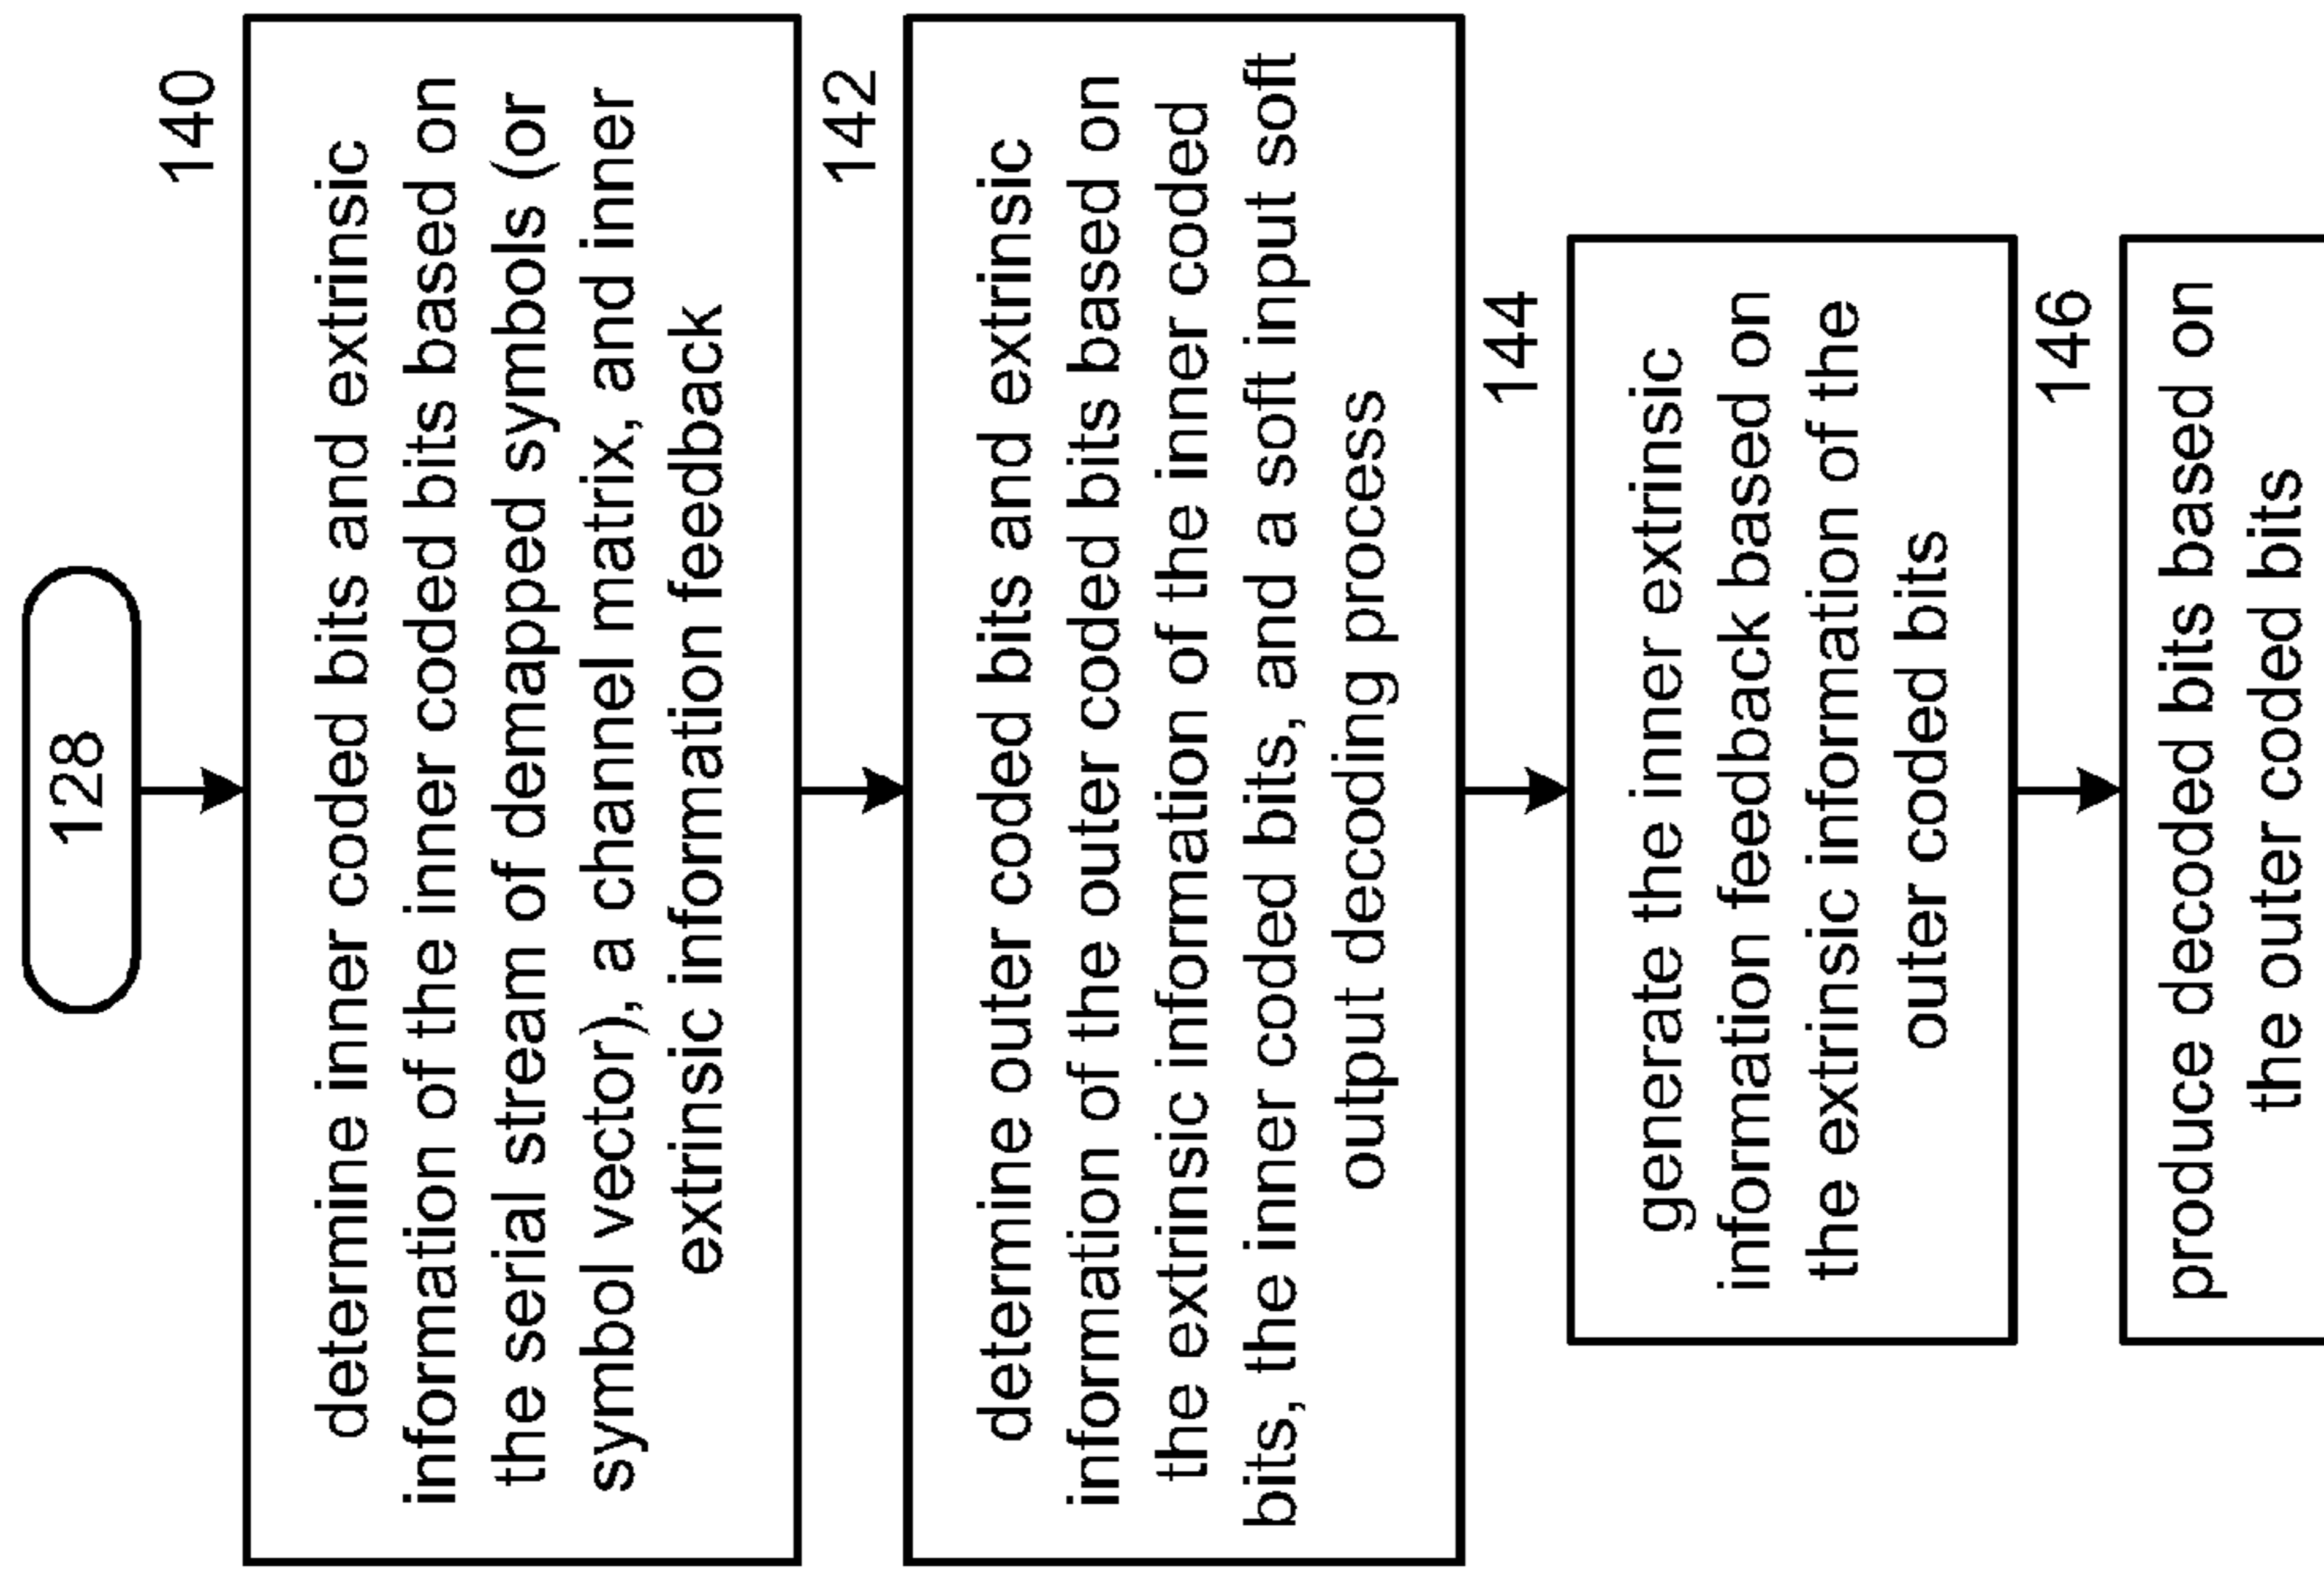 128
140
determine inner coded bits and extrinsic
information of the inner coded bits based on
the serial stream of demapped symbols (or
symbol vector), a channel matrix, and inner
extrinsic information feedback
142
determine outer coded bits and extrinsic
information of the outer coded bits based on
the extrinsic information of the inner coded
bits, the inner coded bits, and a soft input soft
output decoding process
144
generate the inner extrinsic
information feedback based on
the extrinsic information of the
outer coded bits
146
produce decoded bits based on
the outer coded bits